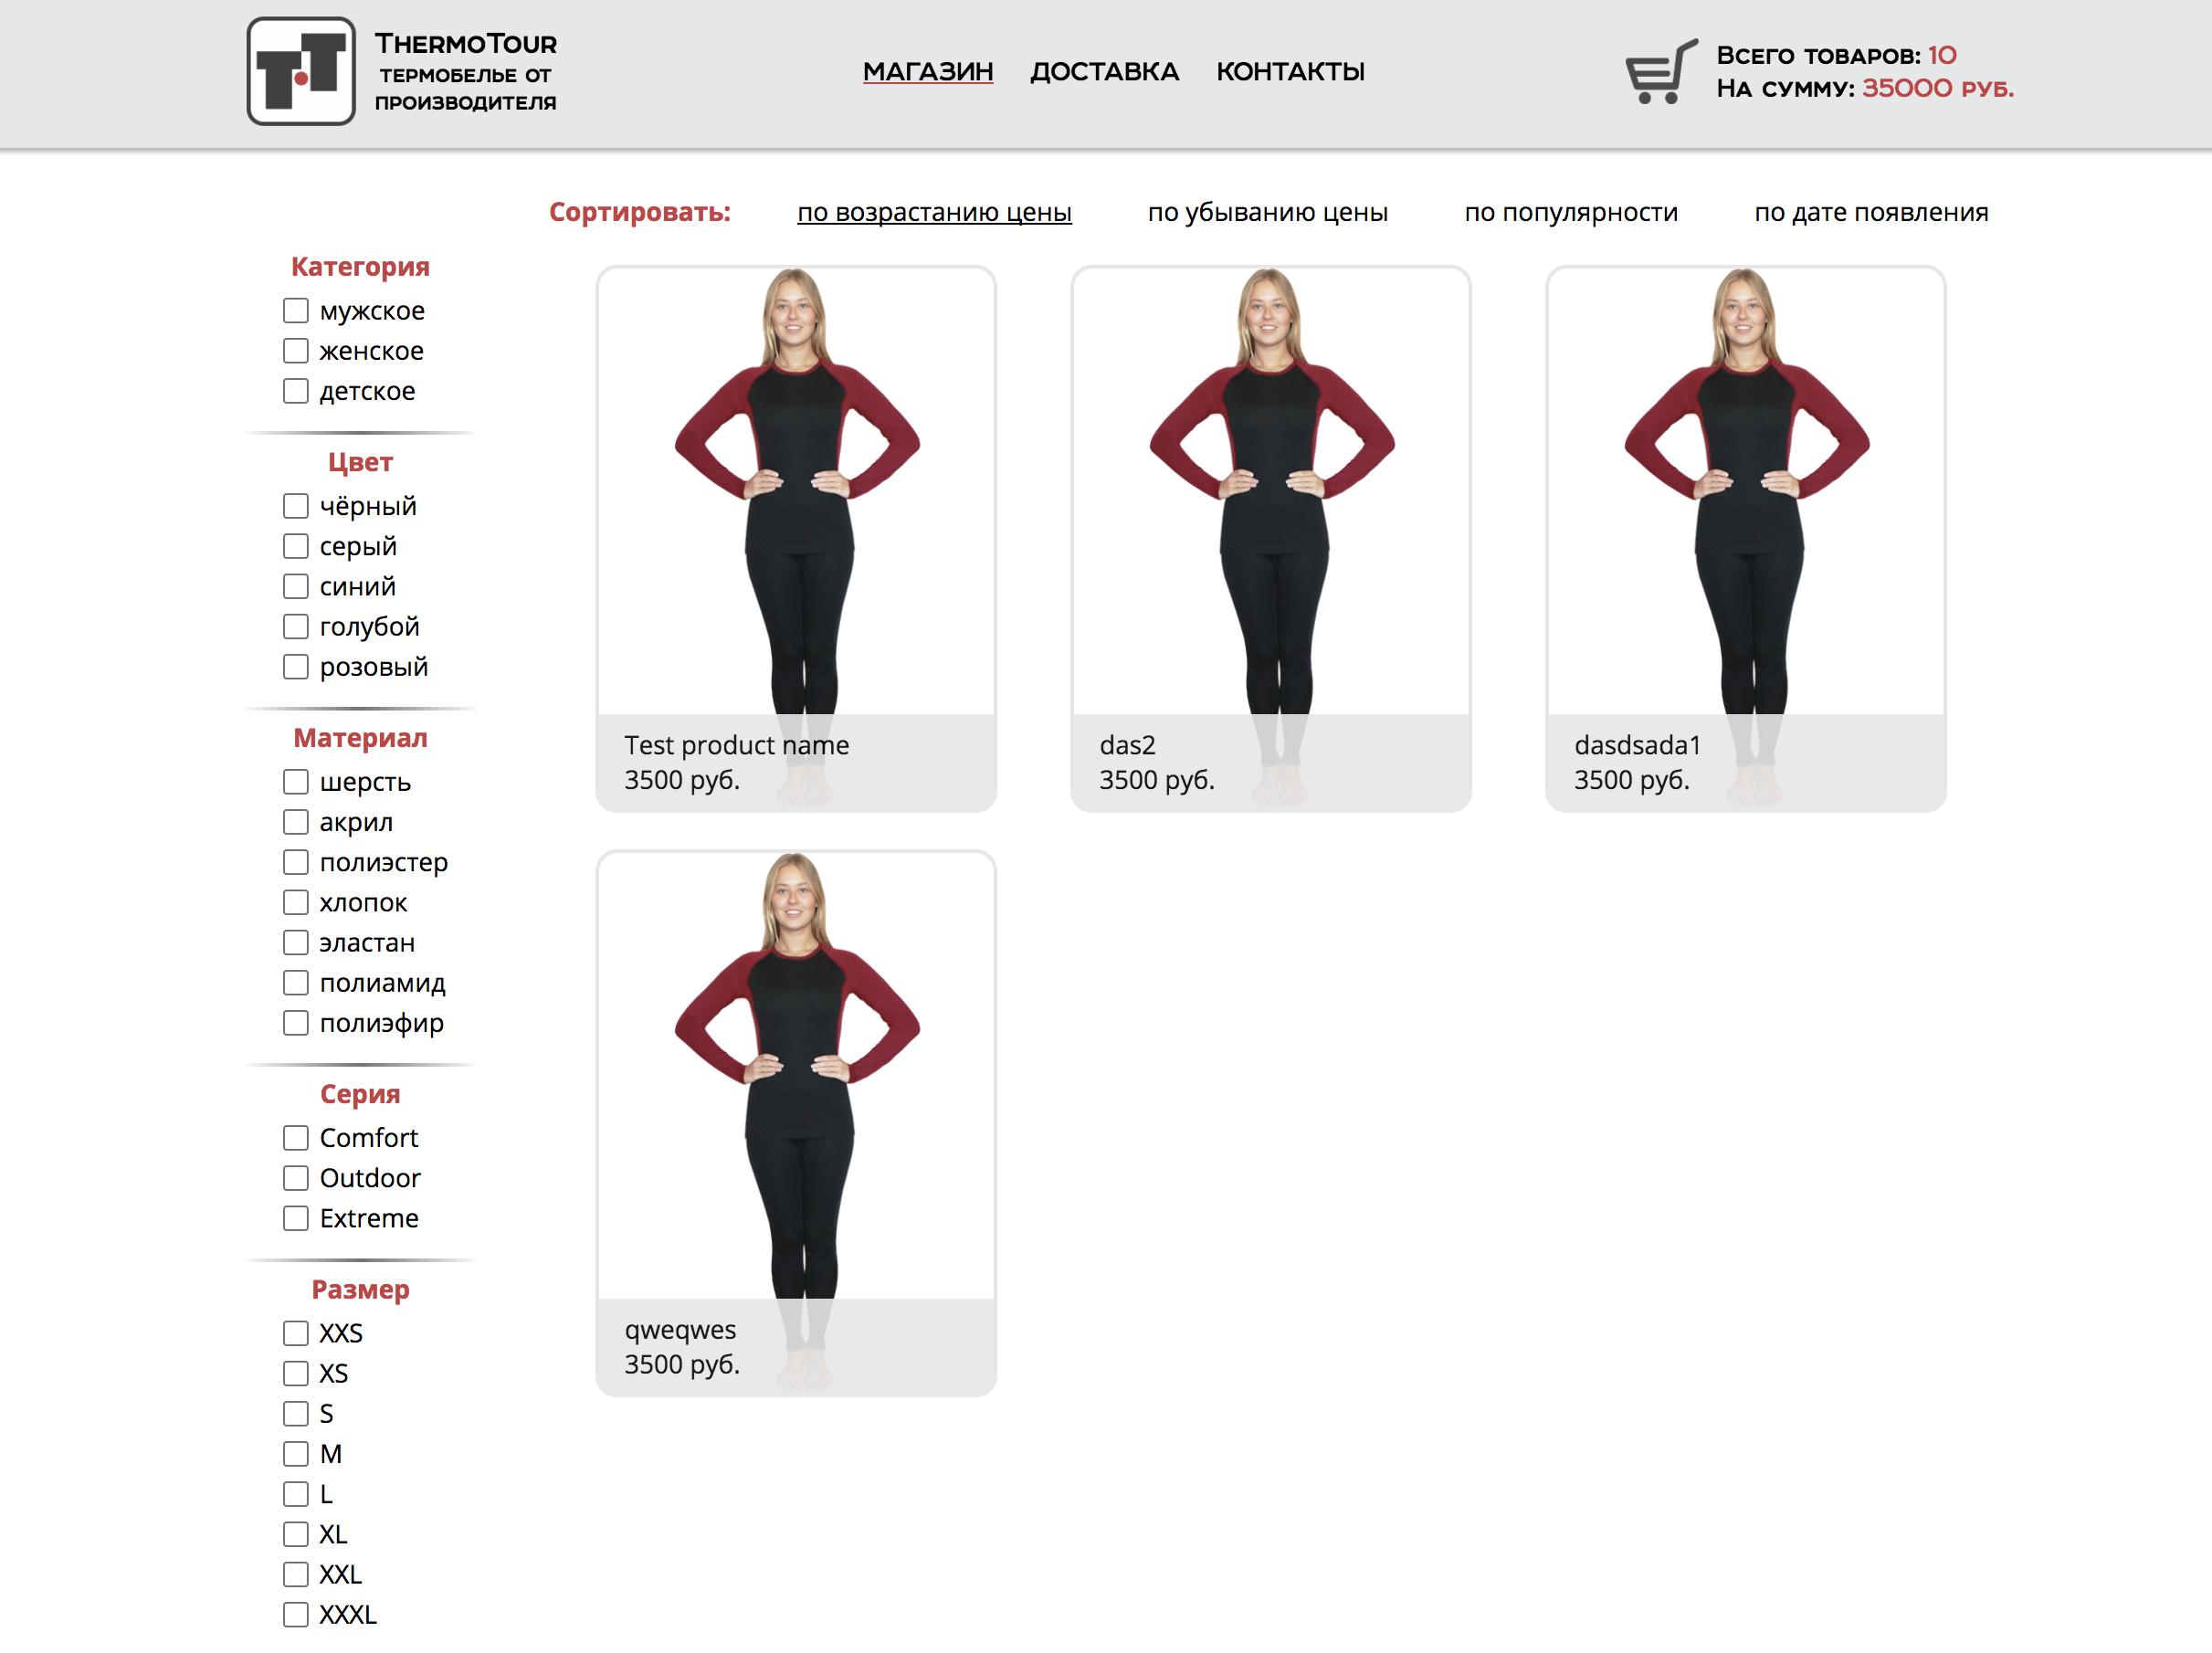 ThermoTour
термобелье от
производителя
МАГАЗИН
ДОСТАВКА
КОНТАКТЫ
Всего товаров: 10
На сумму: 35000 руб.
Сортировать:
по возрастанию цены
по убыванию цены
по популярности
по дате появления
Категория
мужское
женское
детское
Цвет
чёрный
серый
синий
голубой
розовый
Материал
шерсть
акрил
полиэстер
хлопок
эластан
полиамид
полиэфир
Серия
Comfort
Outdoor
Extreme
Размер
XXS
XS
S
M
L
XL
XXL
XXXL
Test product name
3500 руб.
das2
3500 руб.
dasdsada1
3500 руб.
qweqwes
3500 руб.